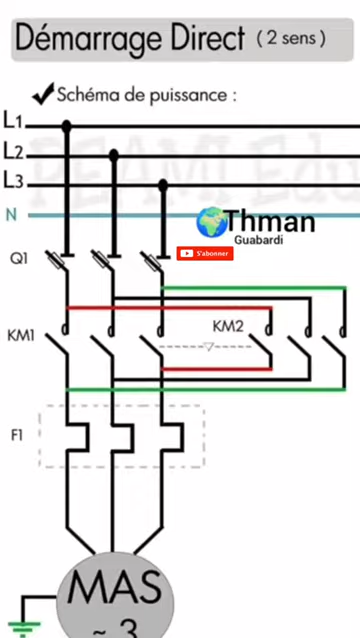 Démarrage Direct ( 2 sens )
✔Schéma de puissance :
L1
L2
L3
N
Thman
Guabardi
S'abonner
Q1
KM1
KM2
F1
MAS
~ 3